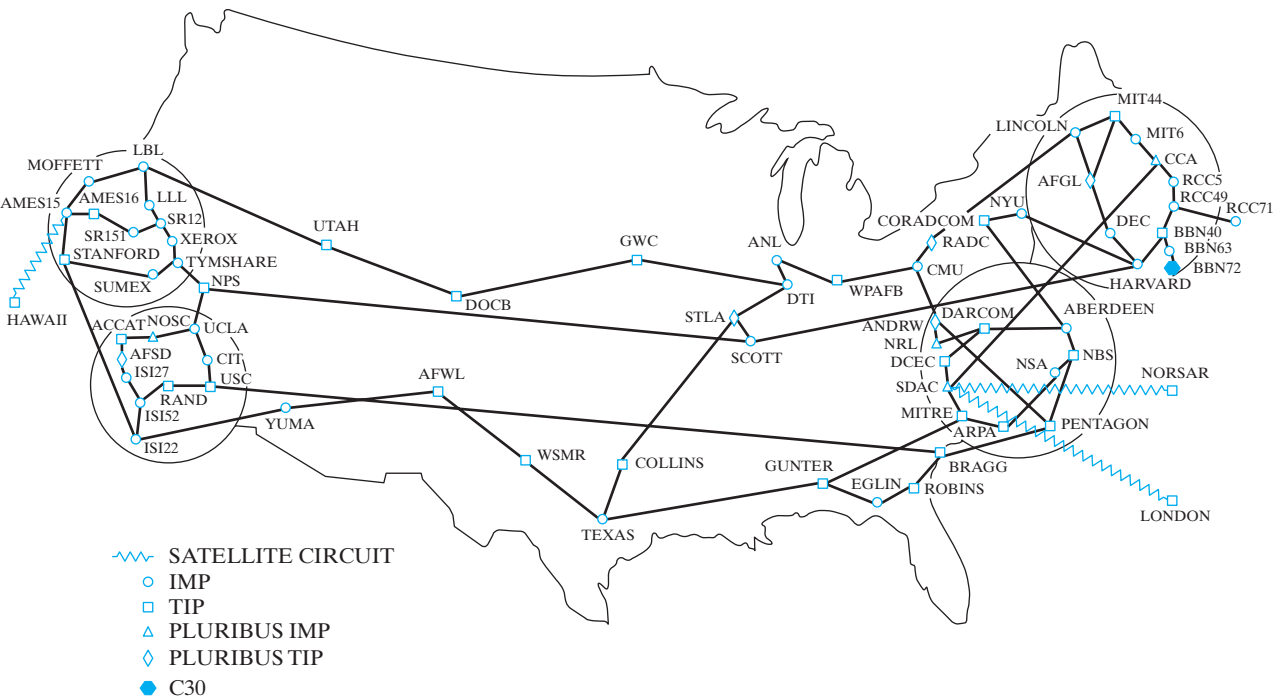 MIT44
LINCOLN
MIT6
LBL
MOFFETT
CCA
AFGL
RCC5
AMES16
RCC49
AMES15
LLL
NYU
RCC71
SR12
CORADCOM
DEC
UTAH
BBN40
SR151
XEROX
GWC
ANL
RADC
BBN63
STANFORD
TYMSHARE
CMU
BBN72
SUMEX
NPS
HARVARD
WPAFB
DTI
DOCB
HAWAII
DARCOM
ABERDEEN
STLA
ACCAT
NOSC
UCLA
ANDRW
NRL
SCOTT
AFSD
CIT
DCEC
NSA
NBS
ISI27
USC
AFWL
NORSAR
SDAC
RAND
ISI52
MITRE
YUMA
ARPA
PENTAGON
ISI22
WSMR
COLLINS
GUNTER
BRAGG
EGLIN
ROBINS
LONDON
TEXAS
SATELLITE CIRCUIT
IMP
TIP
PLURIBUS IMP
PLURIBUS TIP
C30